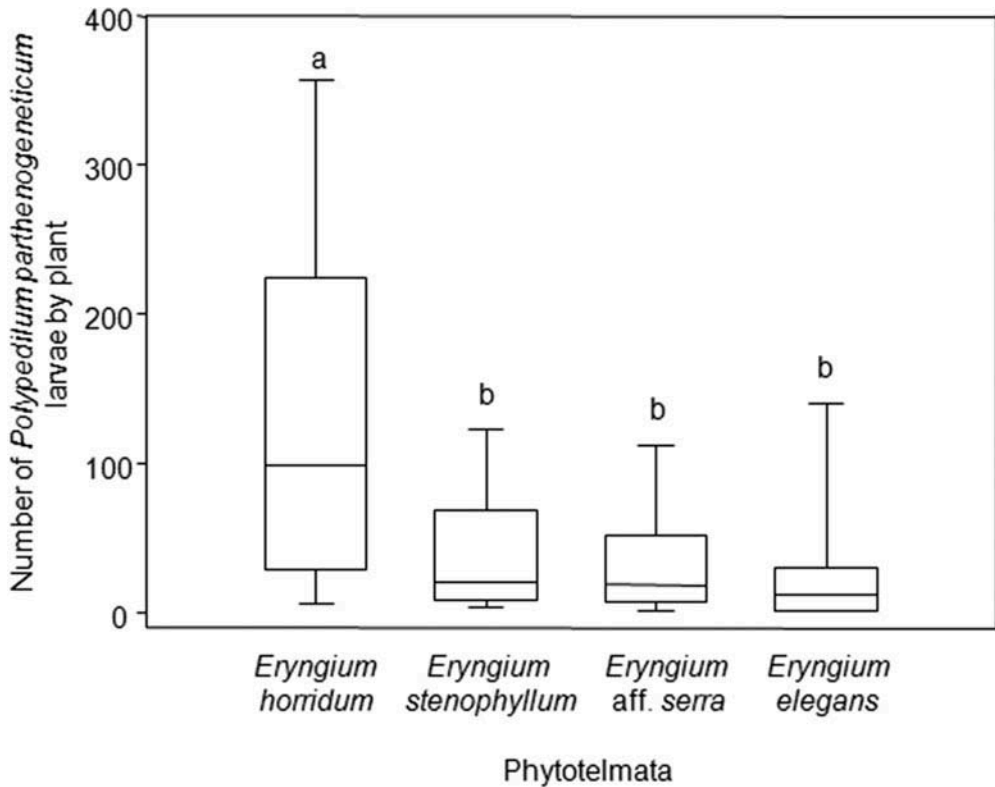 Number of Polypedilum parthenogeneticum
larvae by plant
400
300
200
100
0
a
b
b
b
Eryngium
horridum
Eryngium
stenophyllum
Eryngium
aff. serra
Eryngium
elegans
Phytotelmata